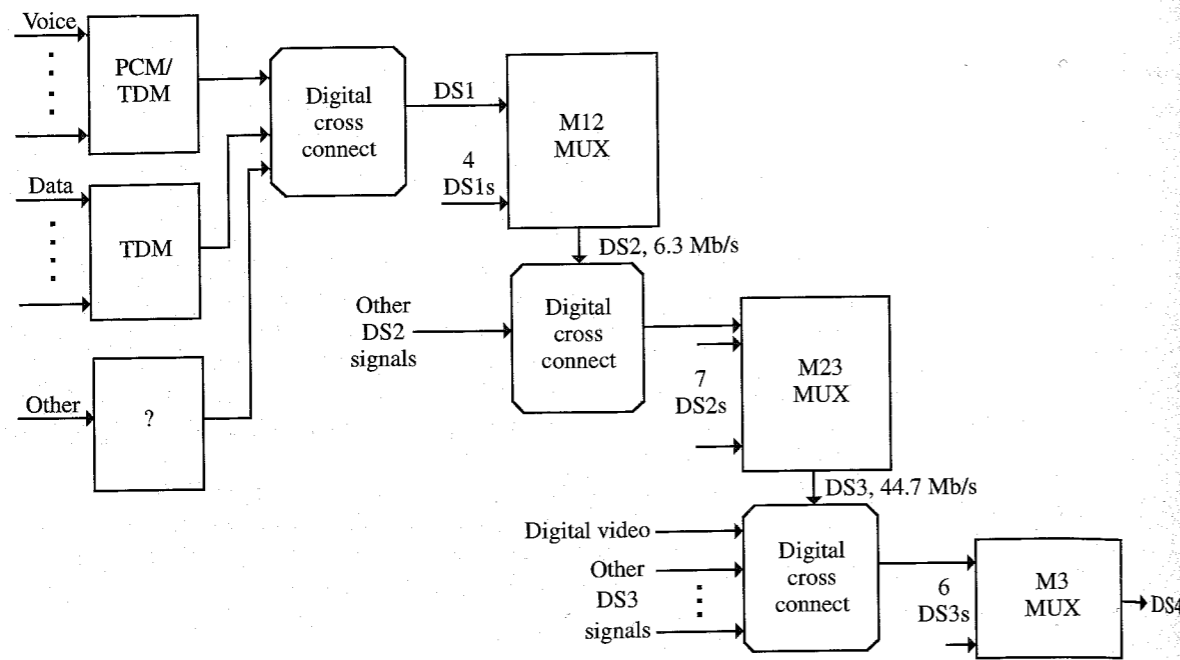 Voice
PCM/
TDM
Digital
cross
connect
DS1
M12
MUX
4
DS1s
Data
TDM
DS2, 6.3 Mb/s
Other
DS2
signals
Digital
cross
connect
7
DS2s
M23
MUX
Other
?
DS3, 44.7 Mb/s
Digital video
Other
DS3
signals
Digital
cross
connect
6
DS3s
M3
MUX
DS4